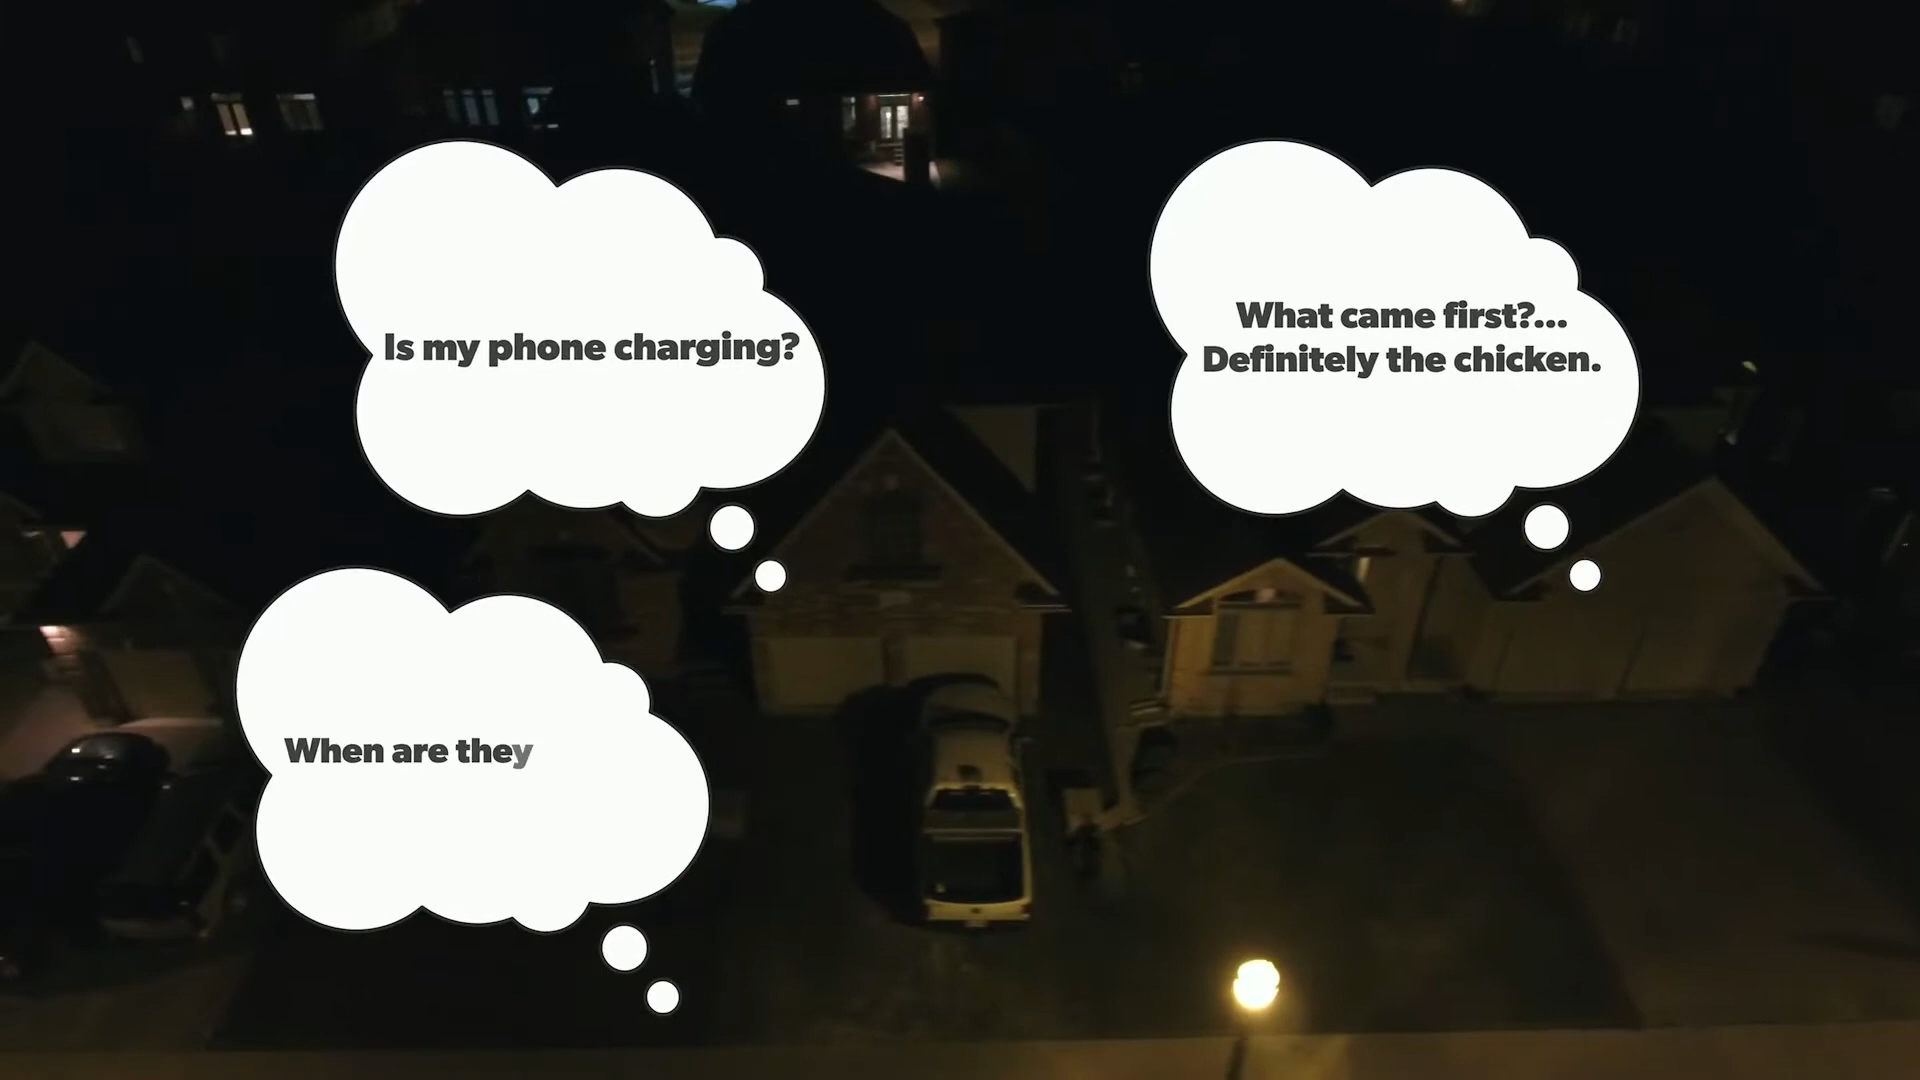 Is my phone charging?
What came first?...
Definitely the chicken.
When are they